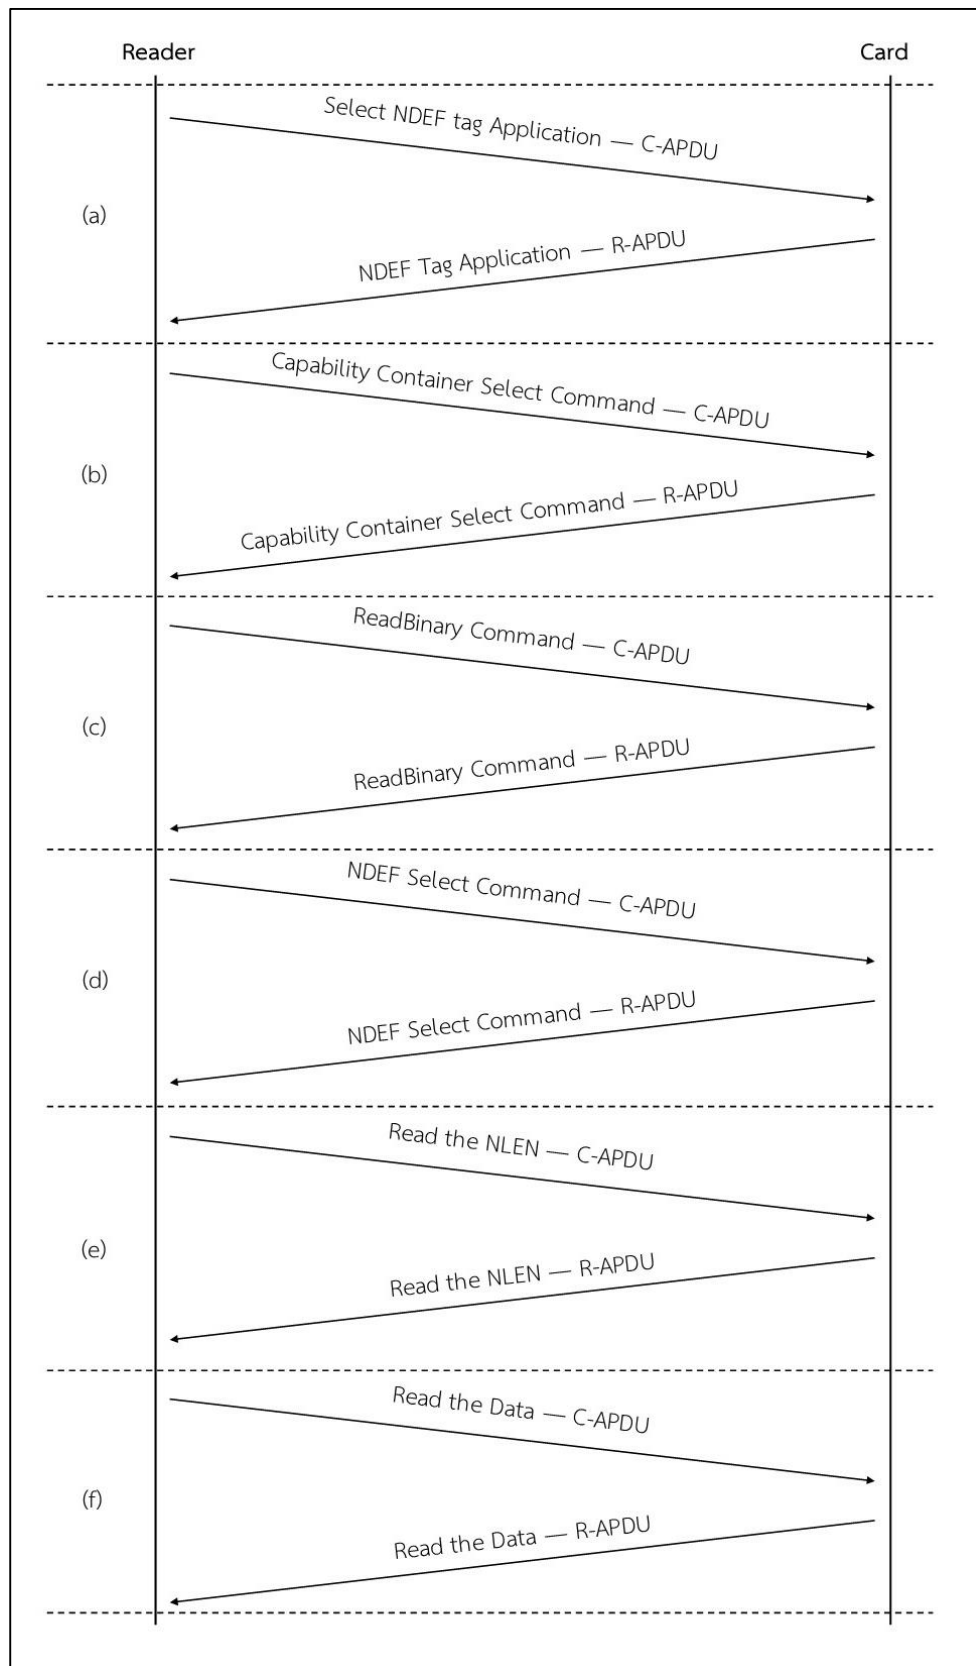 Reader
Card
Select NDEF tag Application — C-APDU
(a)
NDEF Tag Application — R-APDU
Capability Container Select Command — C-APDU
(b)
Capability Container Select Command — R-APDU
ReadBinary Command — C-APDU
(c)
ReadBinary Command — R-APDU
NDEF Select Command — C-APDU
(d)
NDEF Select Command — R-APDU
Read the NLEN — C-APDU
(e)
Read the NLEN — R-APDU
Read the Data — C-APDU
(f)
Read the Data — R-APDU